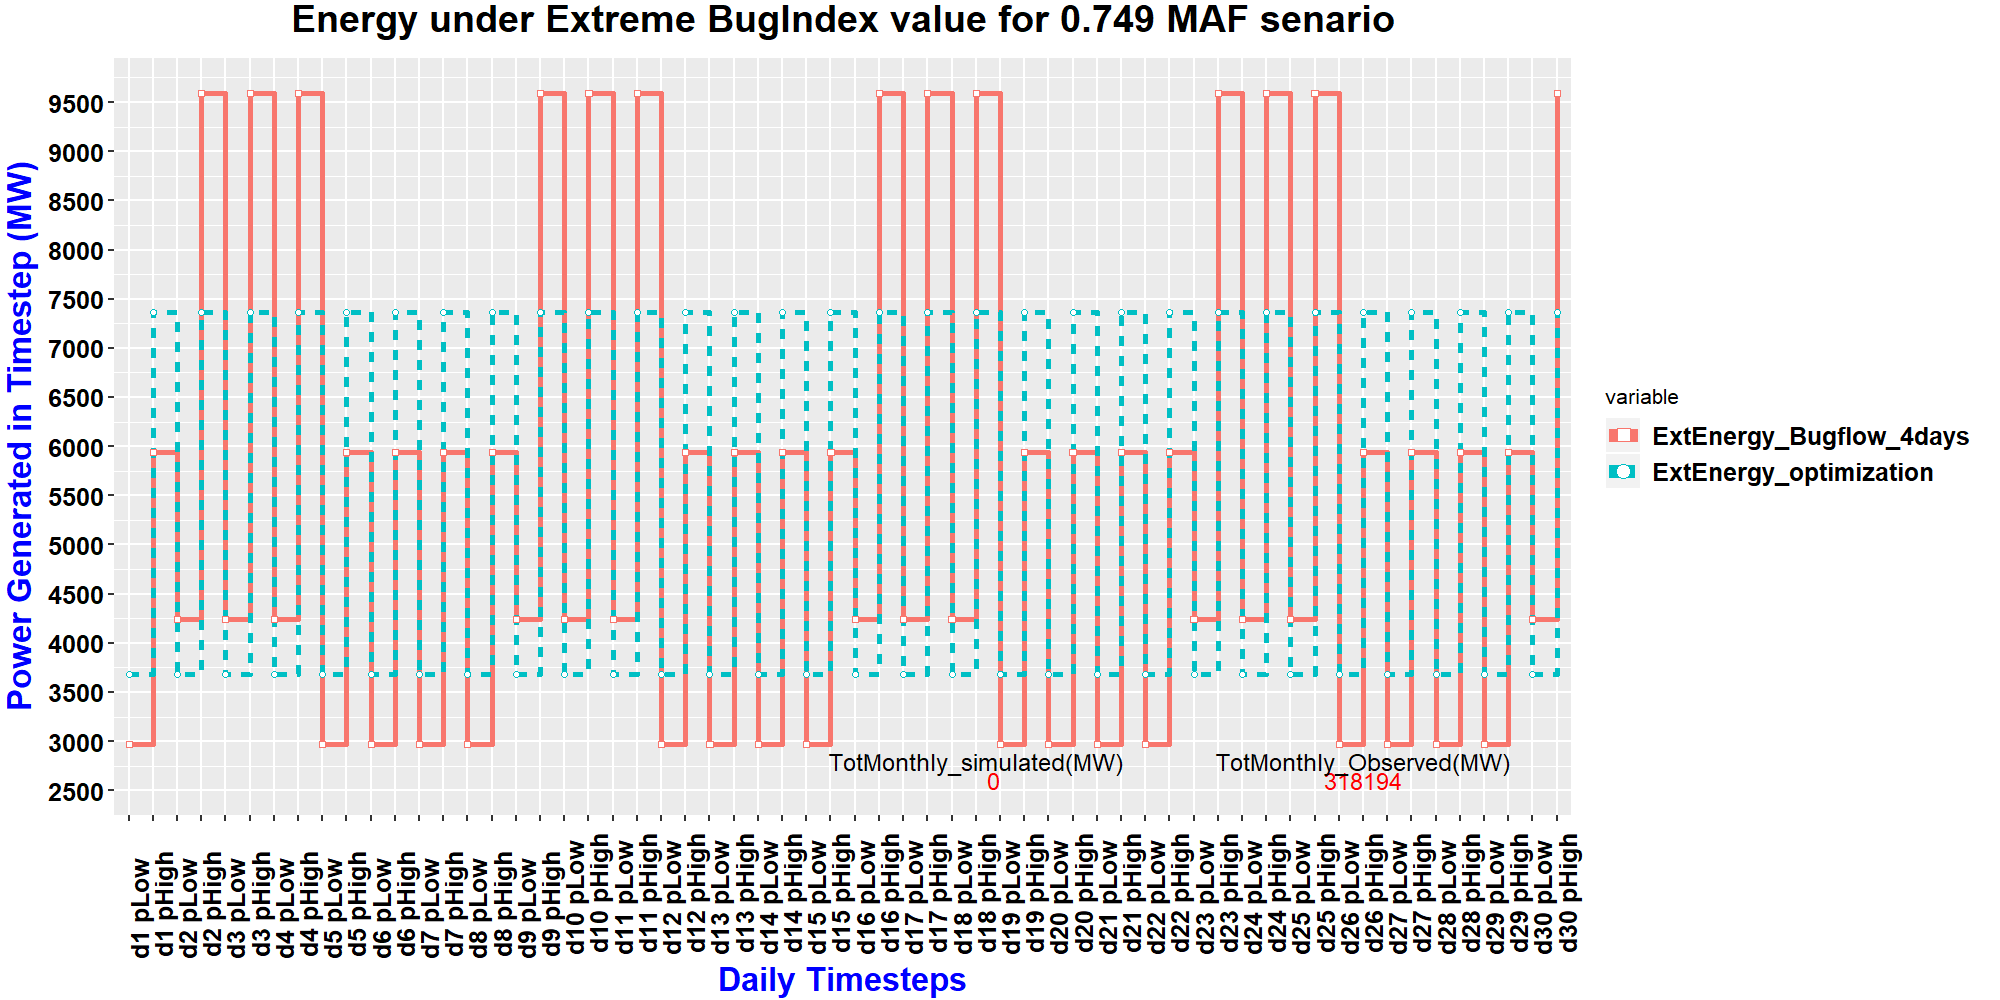 Energy under Extreme BugIndex value for 0.749 MAF senario
Power Generated in Timestep (MW)
9500
9000
8500
8000
7500
7000
6500
6000
5500
5000
4500
4000
3500
3000
2500
TotMonthly_simulated(MW)
0
TotMonthly_Observed(MW)
318194
d1 pLow
d1 pHigh
d2 pLow
d2 pHigh
d3 pLow
d3 pHigh
d4 pLow
d4 pHigh
d5 pLow
d5 pHigh
d6 pLow
d6 pHigh
d7 pLow
d7 pHigh
d8 pLow
d8 pHigh
d9 pLow
d9 pHigh
d10 pLow
d10 pHigh
d11 pLow
d11 pHigh
d12 pLow
d12 pHigh
d13 pLow
d13 pHigh
d14 pLow
d14 pHigh
d15 pLow
d15 pHigh
d16 pLow
d16 pHigh
d17 pLow
d17 pHigh
d18 pLow
d18 pHigh
d19 pLow
d19 pHigh
d20 pLow
d20 pHigh
d21 pLow
d21 pHigh
d22 pLow
d22 pHigh
d23 pLow
d23 pHigh
d24 pLow
d24 pHigh
d25 pLow
d25 pHigh
d26 pLow
d26 pHigh
d27 pLow
d27 pHigh
d28 pLow
d28 pHigh
d29 pLow
d29 pHigh
d30 pLow
d30 pHigh
Daily Timesteps
variable
ExtEnergy_Bugflow_4days
ExtEnergy_optimization